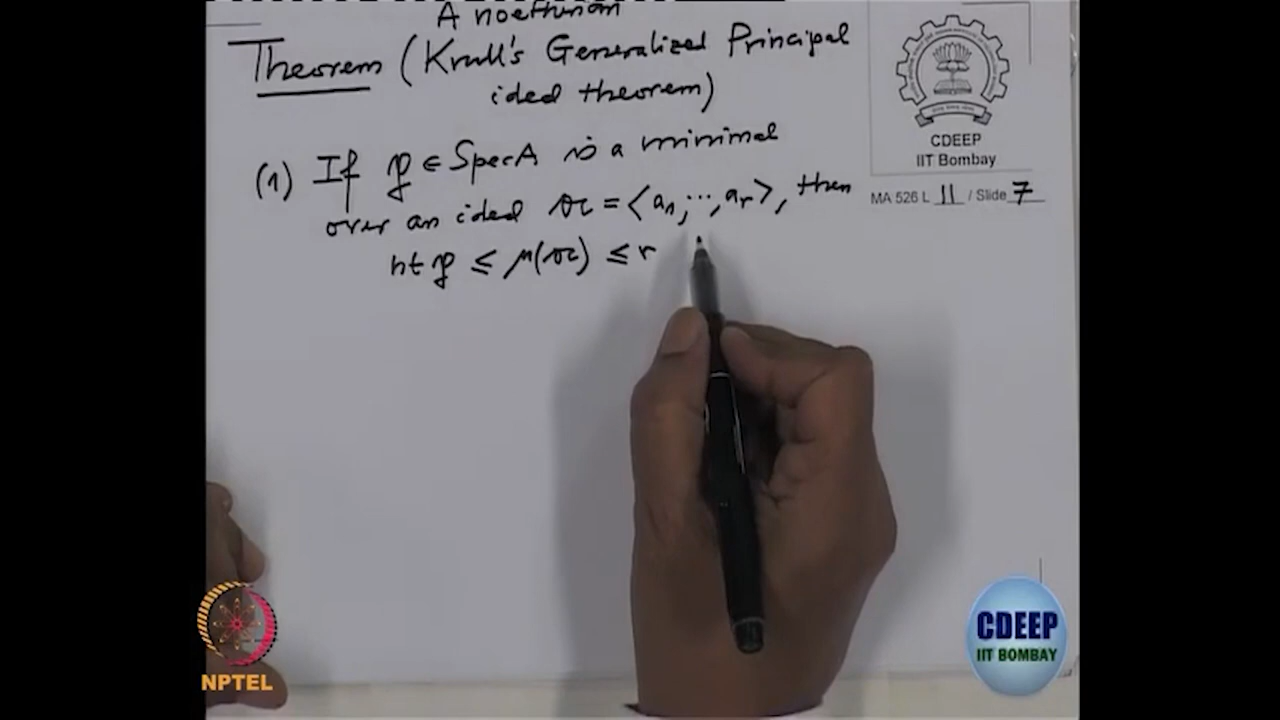 A noetherian
Theorem (Krull's Generalized Principal
ideal theorem)
(1) If 𝔭 ∈ Spec A is a minimal
over an ideal 𝔞 = ⟨a₁, ⋯, aᵣ⟩, then
ht 𝔭 ≤ μ(𝔞) ≤ r
CDEEP
IIT Bombay
MA 526 L 11 / Slide 7
NPTEL
CDEEP
IIT BOMBAY